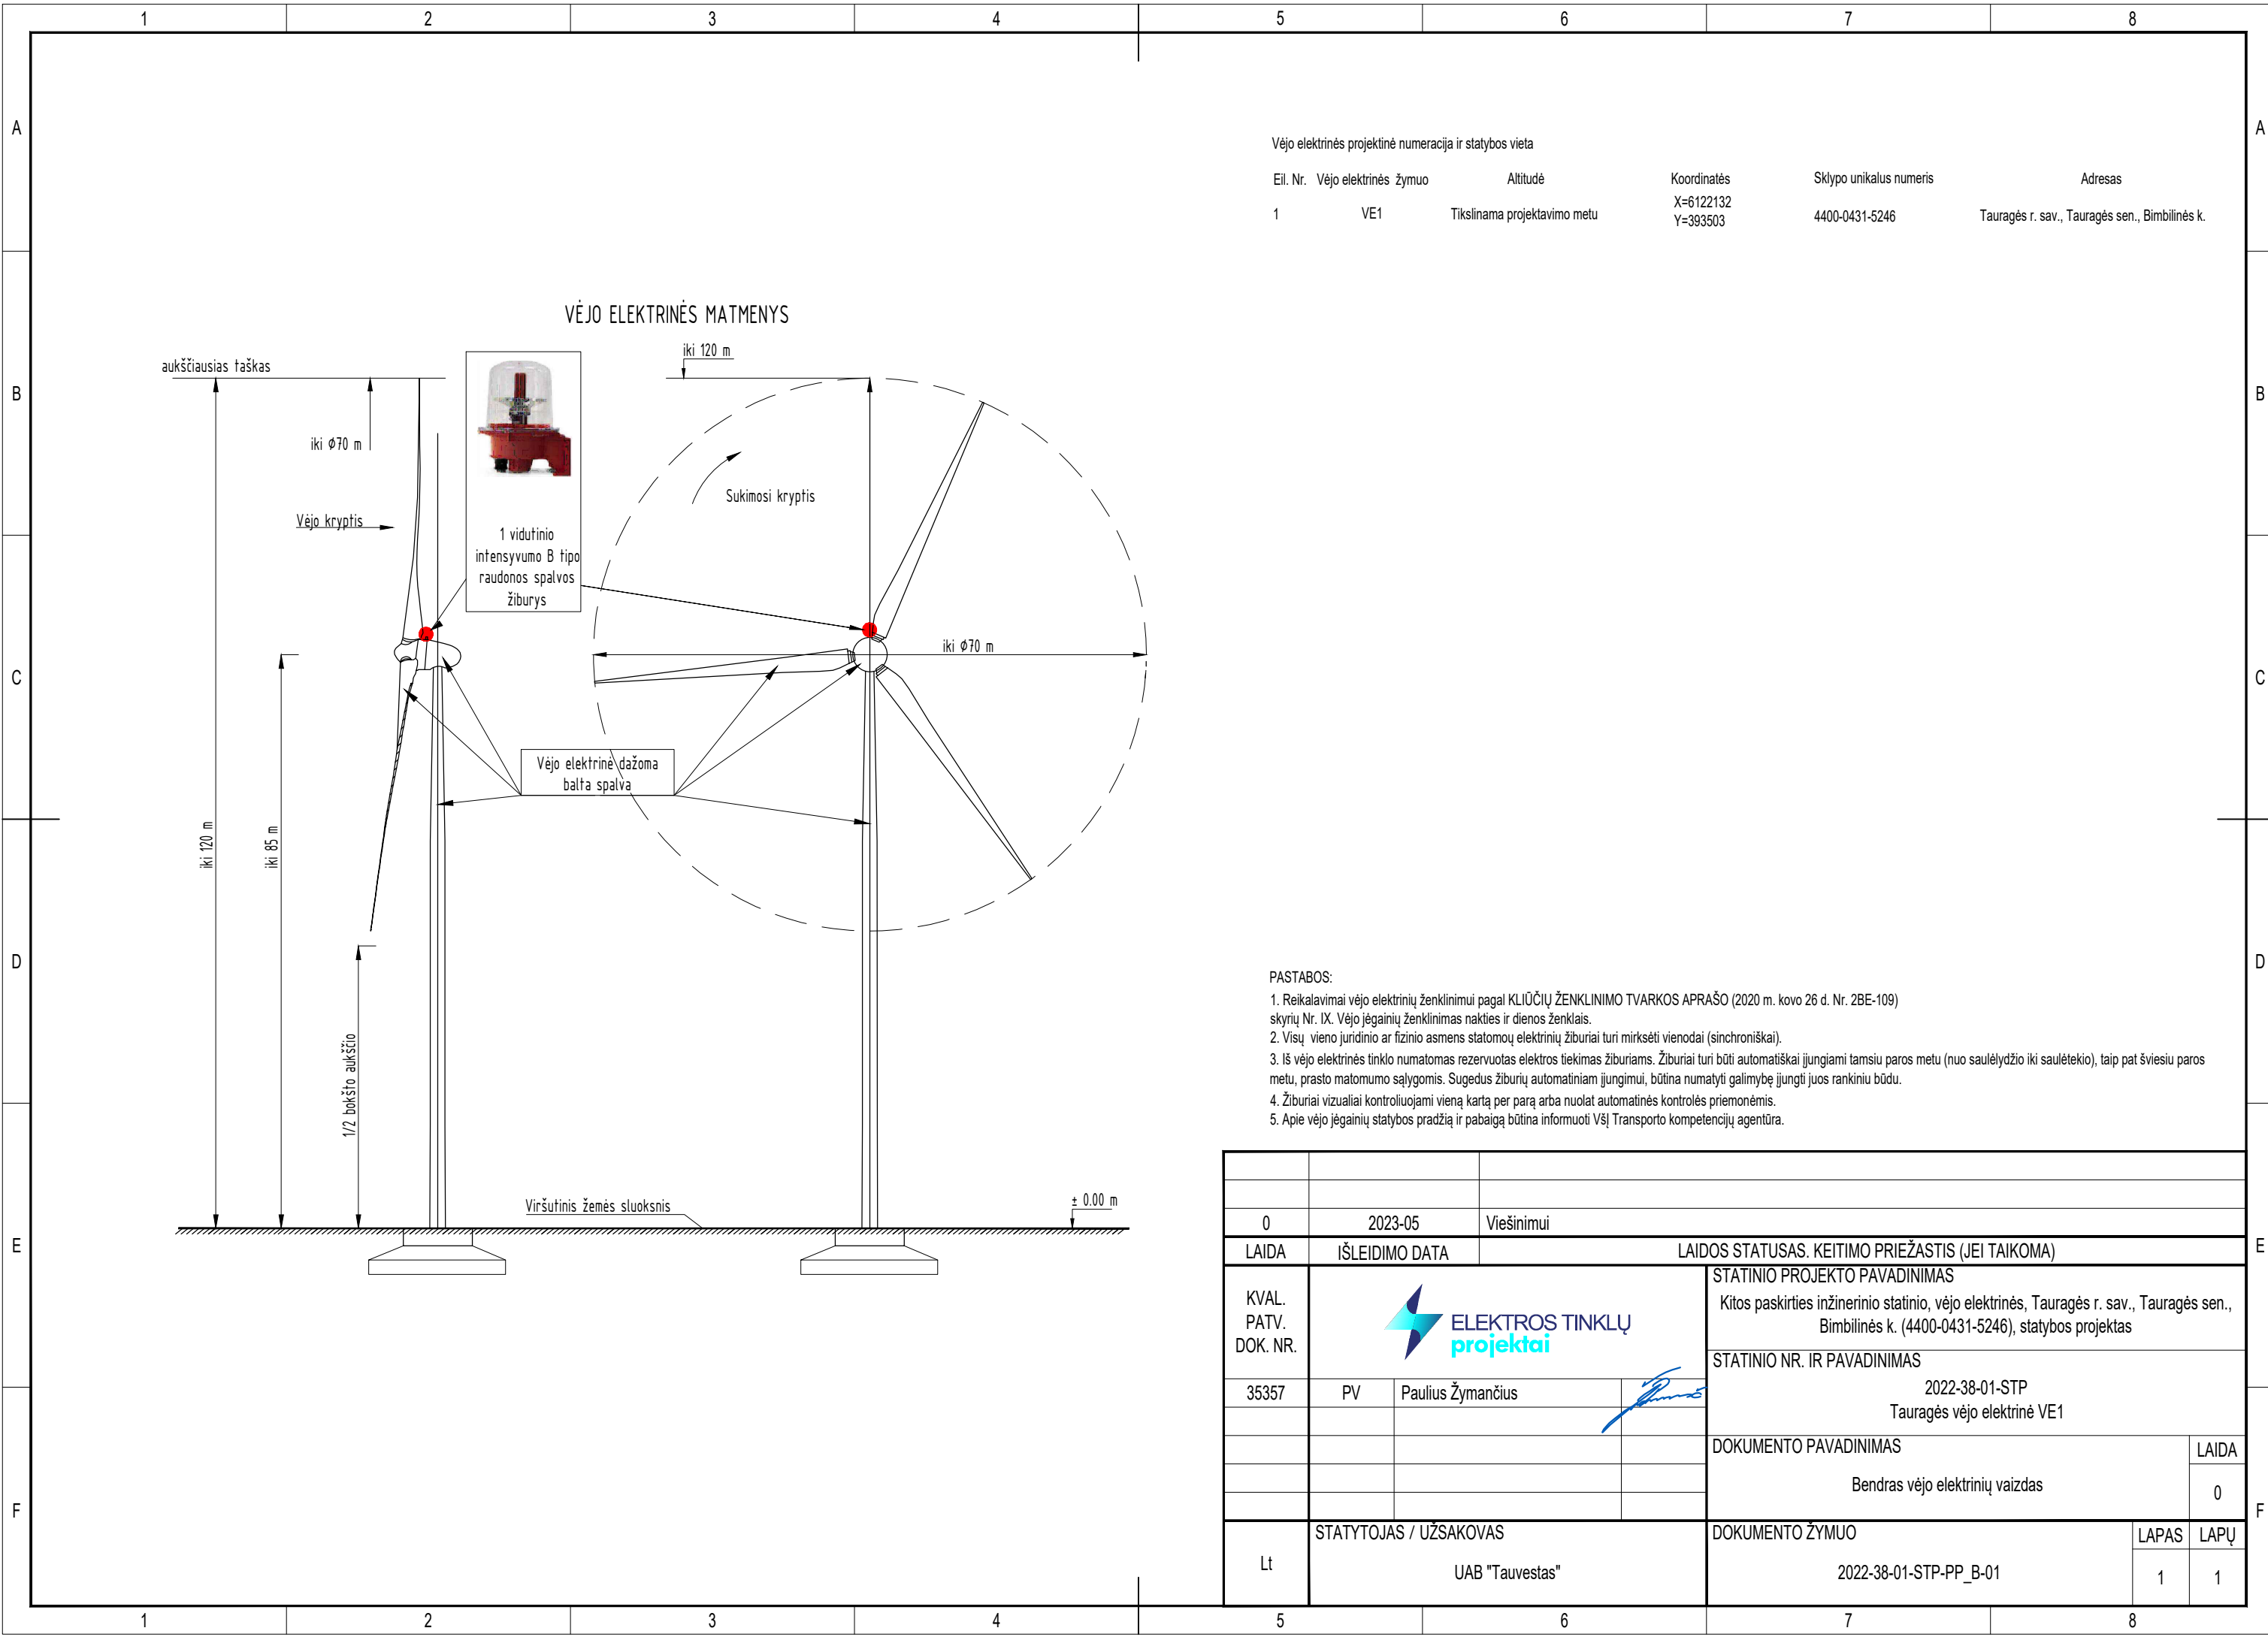 1 2 3 4 5 6 7 8
A A
B B
C C
D D
E E
F F
Vėjo elektrinės projektinė numeracija ir statybos vieta
Eil. Nr. Vėjo elektrinės žymuo Altitudė Koordinatės Sklypo unikalus numeris Adresas
1 VE1 Tikslinama projektavimo metu X=6122132 4400-0431-5246 Tauragės r. sav., Tauragės sen., Bimbilinės k.
Y=393503
VĖJO ELEKTRINĖS MATMENYS
aukščiausias taškas
iki 120 m
iki Ø70 m
Vėjo kryptis
Sukimosi kryptis
1 vidutinio
intensyvumo B tipo
raudonos spalvos
žiburys
iki Ø70 m
Vėjo elektrinė dažoma
balta spalva
iki 120 m
iki 85 m
1/2 bokšto aukščio
Viršutinis žemės sluoksnis
± 0.00 m
PASTABOS:
1. Reikalavimai vėjo elektrinių ženklinimui pagal KLIŪČIŲ ŽENKLINIMO TVARKOS APRAŠO (2020 m. kovo 26 d. Nr. 2BE-109)
skyrių Nr. IX. Vėjo jėgainių ženklinimas nakties ir dienos ženklais.
2. Visų vieno juridinio ar fizinio asmens statomoų elektrinių žiburiai turi mirksėti vienodai (sinchroniškai).
3. Iš vėjo elektrinės tinklo numatomas rezervuotas elektros tiekimas žiburiams. Žiburiai turi būti automatiškai įjungiami tamsiu paros metu (nuo saulėlydžio iki saulėtekio), taip pat šviesiu paros
metu, prasto matomumo sąlygomis. Sugedus žiburių automatiniam įjungimui, būtina numatyti galimybę įjungti juos rankiniu būdu.
4. Žiburiai vizualiai kontroliuojami vieną kartą per parą arba nuolat automatinės kontrolės priemonėmis.
5. Apie vėjo jėgainių statybos pradžią ir pabaigą būtina informuoti VšĮ Transporto kompetencijų agentūra.
0 2023-05 Viešinimui
LAIDA IŠLEIDIMO DATA LAIDOS STATUSAS. KEITIMO PRIEŽASTIS (JEI TAIKOMA)
KVAL.
PATV.
DOK. NR.
ELEKTROS TINKLŲ
projektai
STATINIO PROJEKTO PAVADINIMAS
Kitos paskirties inžinerinio statinio, vėjo elektrinės, Tauragės r. sav., Tauragės sen.,
Bimbilinės k. (4400-0431-5246), statybos projektas
35357 PV Paulius Žymančius
STATINIO NR. IR PAVADINIMAS
2022-38-01-STP
Tauragės vėjo elektrinė VE1
DOKUMENTO PAVADINIMAS LAIDA
Bendras vėjo elektrinių vaizdas 0
Lt
STATYTOJAS / UŽSAKOVAS
UAB "Tauvestas"
DOKUMENTO ŽYMUO LAPAS LAPŲ
2022-38-01-STP-PP_B-01 1 1
1 2 3 4 5 6 7 8